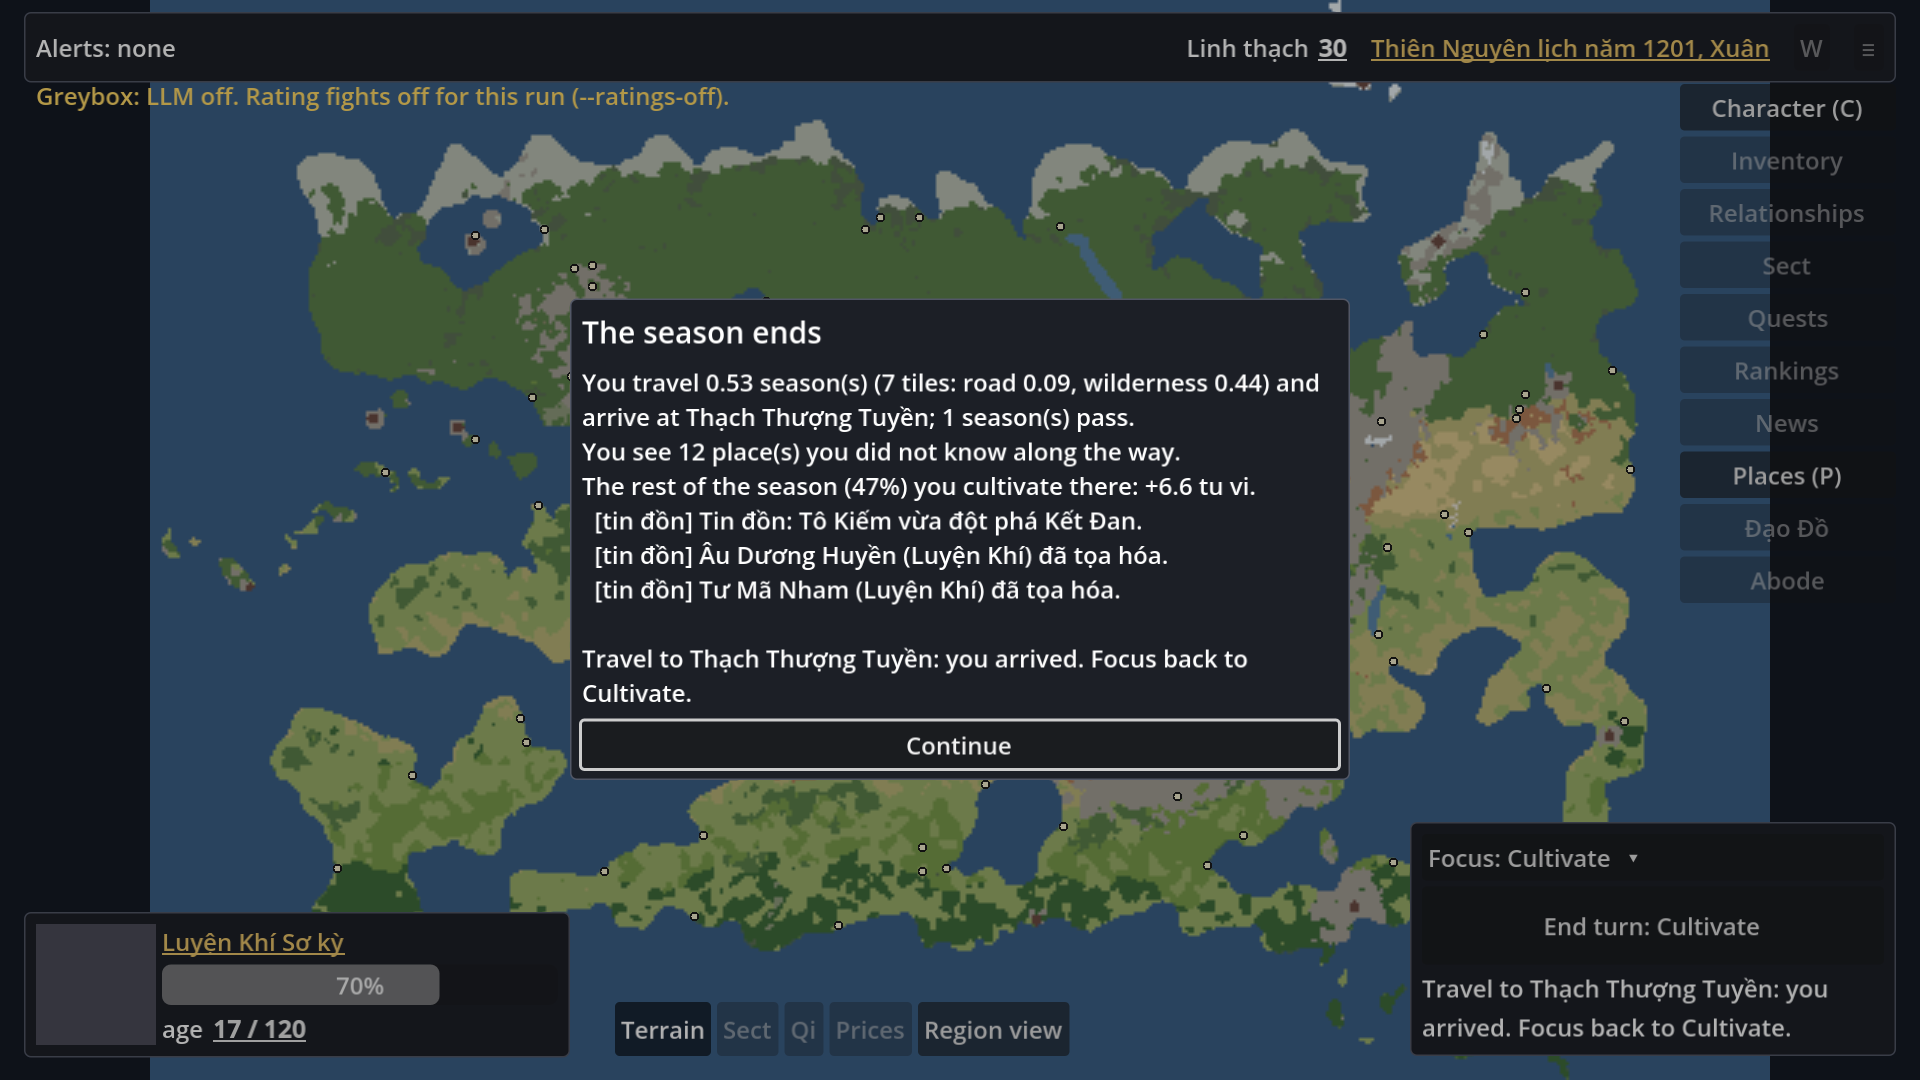 Alerts: none
Linh thạch 30 Thiên Nguyên lịch năm 1201, Xuân W ≡
Greybox: LLM off. Rating fights off for this run (--ratings-off).
Character (C)
Inventory
Relationships
Sect
Quests
Rankings
News
Places (P)
Đạo Đồ
Abode
The season ends
You travel 0.53 season(s) (7 tiles: road 0.09, wilderness 0.44) and
arrive at Thạch Thượng Tuyền; 1 season(s) pass.
You see 12 place(s) you did not know along the way.
The rest of the season (47%) you cultivate there: +6.6 tu vi.
[tin đồn] Tin đồn: Tô Kiếm vừa đột phá Kết Đan.
[tin đồn] Âu Dương Huyền (Luyện Khí) đã tọa hóa.
[tin đồn] Tư Mã Nham (Luyện Khí) đã tọa hóa.
Travel to Thạch Thượng Tuyền: you arrived. Focus back to
Cultivate.
Continue
Luyện Khí Sơ kỳ
70%
age 17 / 120
Terrain Sect Qi Prices Region view
Focus: Cultivate ▾
End turn: Cultivate
Travel to Thạch Thượng Tuyền: you
arrived. Focus back to Cultivate.